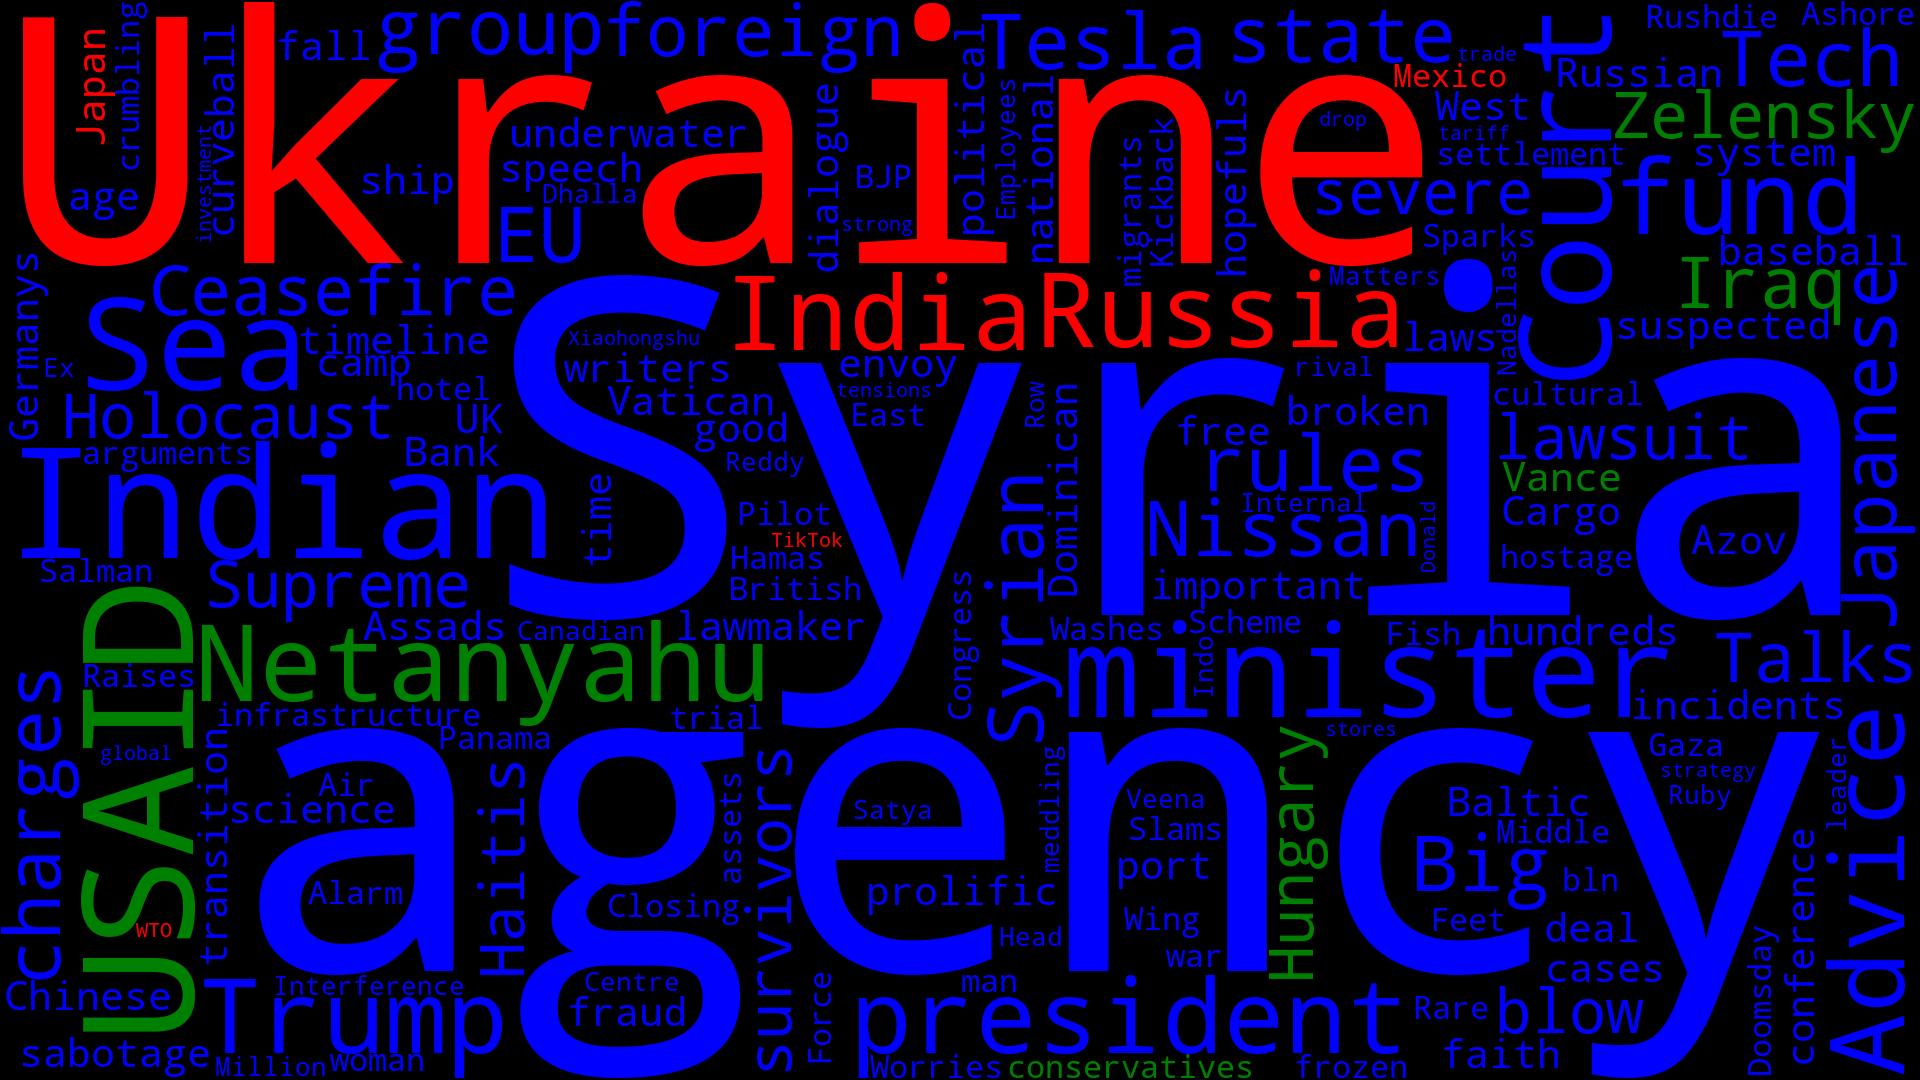 Ukraine
Syria
agency
Japan
crumbling
curveball
investment
fall
group
foreign
Tesla
state
trade
Mexico
Court
Rushdie
Ashore
Russian
Tech
Zelensky
West
tariff
settlement
system
fund
baseball
severe
drop
underwater
speech
Dhalla
ship
age
EU
dialogue
BJP
strong
political
Employees
national
migrants
Kickback
hopefuls
Sparks
Matters
Nadellas
Iraq
suspected
laws
Germanys
Ceasefire
Sea
timeline
camp
Ex
hotel
Holocaust
UK
arguments
Bank
Indian
India
Russia
Xiaohongshu
writers
envoy
tensions
Vatican
East
good
Reddy
Row
Dominican
rival
broken
free
rules
cultural
lawsuit
Vance
Cargo
Internal
Nissan
Donald
hostage
Azov
Japanese
time
Pilot
TikTok
Hamas
British
Syrian
Congress
important
Salman
Supreme
Assads
Canadian
lawmaker
Washes
Scheme
Fish
hundreds
Talks
USAID
Netanyahu
Raises
charges
infrastructure
trial
Panama
minister
Indo
incidents
stores
global
transition
Air
science
Alarm
Haitis
assets
survivors
Satya
meddling
Veena
Slams
port
Hungary
Gaza
strategy
Ruby
leader
Baltic
Middle
Big
bln
Advice
prolific
Closing
Wing
Head
war
Feet
deal
cases
conference
Doomsday
WTO
Chinese
Trump
Interference
Centre
fraud
Force
man
president
Rare
blow
sabotage
Million
woman
Worries
conservatives
frozen
faith